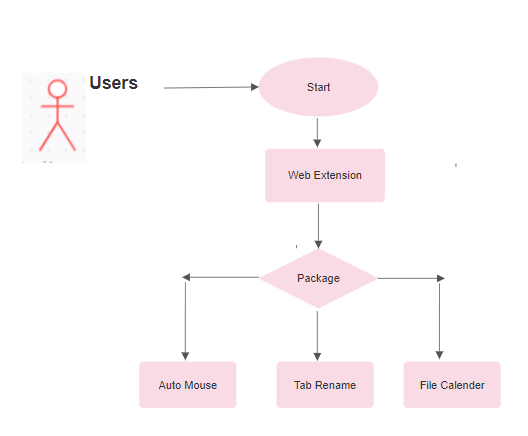 Users
Start
Web Extension
Package
Auto Mouse
Tab Rename
File Calender